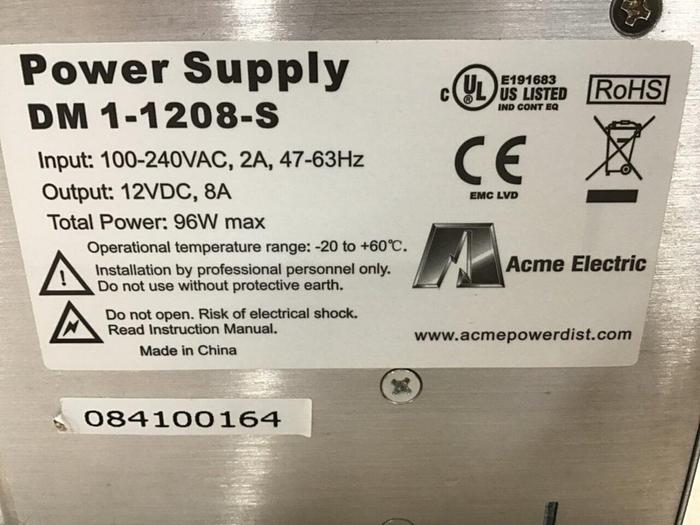 Power Supply
DM 1-1208-S
Input: 100-240VAC, 2A, 47-63Hz
Output: 12VDC, 8A
Total Power: 96W max
Operational temperature range: -20 to +60℃.
Installation by professional personnel only.
Do not use without protective earth.
Do not open. Risk of electrical shock.
Read Instruction Manual.
Made in China
C UL ® E191683
US LISTED
IND CONT EQ
RoHS
CE
EMC LVD
Acme Electric
www.acmepowerdist.com
084100164